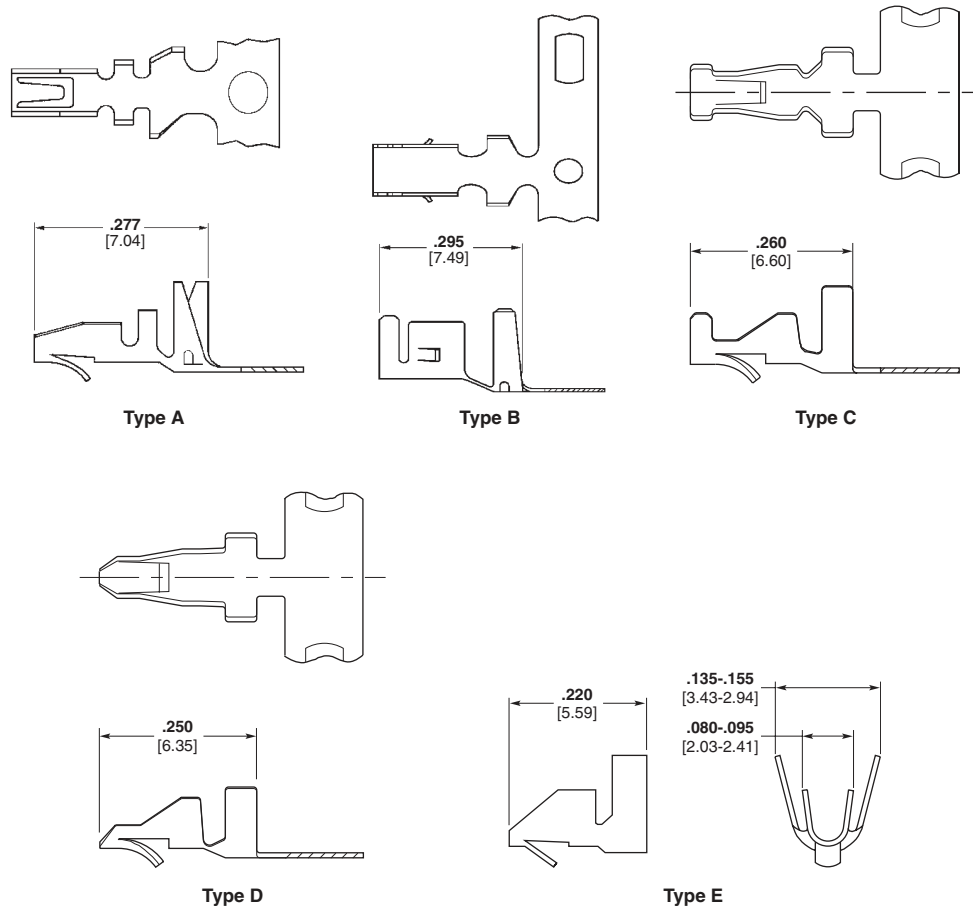 .277
[7.04]
.295
[7.49]
.260
[6.60]
Type A
Type B
Type C
.250
[6.35]
.220
[5.59]
.135-.155
[3.43-2.94]
.080-.095
[2.03-2.41]
Type D
Type E